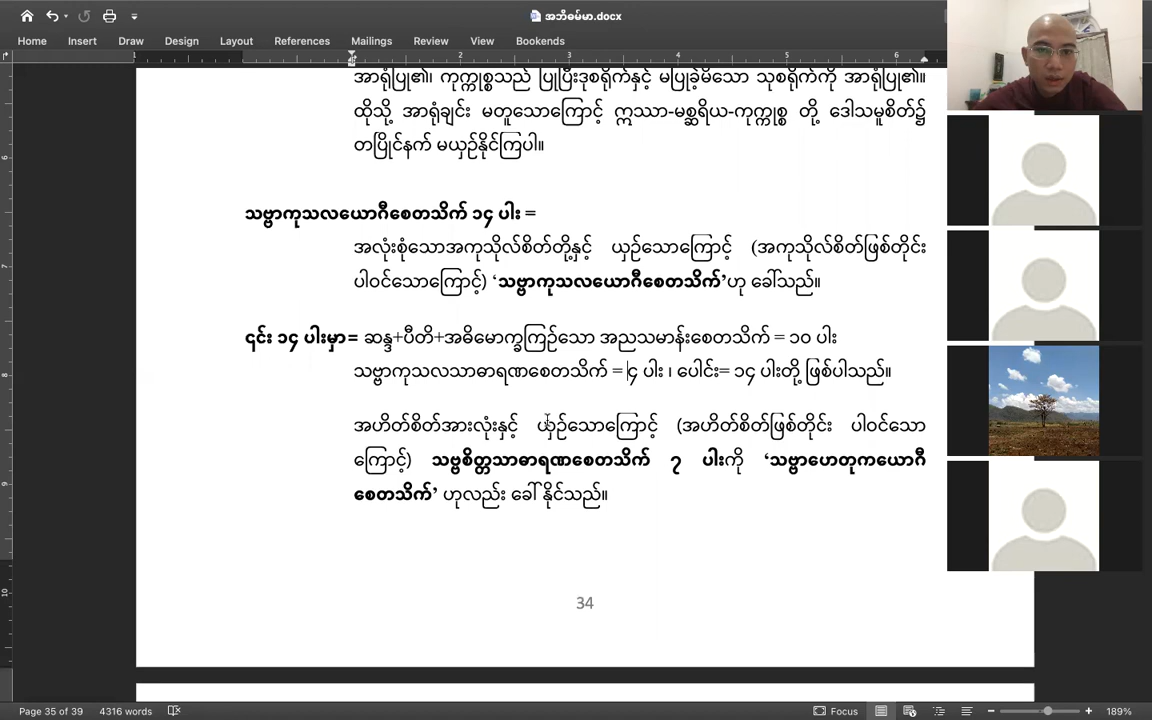 အဘိဓမ်မာ.docx
Home Insert Draw Design Layout References Mailings Review View Bookends
1 2 3 4 5 6
အာရုံပြု၏၊ ကုက္ကုစ္စသည် ပြုပြီးဒုစရိုက်နှင့် မပြုခဲ့မိသော သုစရိုက်ကို အာရုံပြု၏။
ထိုသို့ အာရုံချင်း မတူသောကြောင့် ဣဿာ-မစ္ဆရိယ-ကုက္ကုစ္စ တို့ ဒေါသမူစိတ်၌
တပြိုင်နက် မယှဉ်နိုင်ကြပါ။
သဗ္ဗာကုသလယောဂီစေတသိက် ၁၄ ပါး =
အလုံးစုံသောအကုသိုလ်စိတ်တို့နှင့် ယှဉ်သောကြောင့် (အကုသိုလ်စိတ်ဖြစ်တိုင်း
ပါဝင်သောကြောင့်) ‘သဗ္ဗာကုသလယောဂီစေတသိက်’ဟု ခေါ်သည်။
၎င်း ၁၄ ပါးမှာ= ဆန္ဒ+ပီတိ+အဓိမောက္ခကြဉ်သော အညသမာန်းစေတသိက် = ၁၀ ပါး
သဗ္ဗာကုသလသာဓာရဏစေတသိက် = ၄ ပါး ၊ ပေါင်း= ၁၄ ပါးတို့ ဖြစ်ပါသည်။
အဟိတ်စိတ်အားလုံးနှင့် ယှဉ်သောကြောင့် (အဟိတ်စိတ်ဖြစ်တိုင်း ပါဝင်သော
ကြောင့်) သဗ္ဗစိတ္တသာဓာရဏစေတသိက် ၇ ပါးကို ‘သဗ္ဗာဟေတုကယောဂီ
စေတသိက်’ ဟုလည်း ခေါ်နိုင်သည်။
34
6
7
8
9
10
Page 35 of 39 4316 words Focus 189%